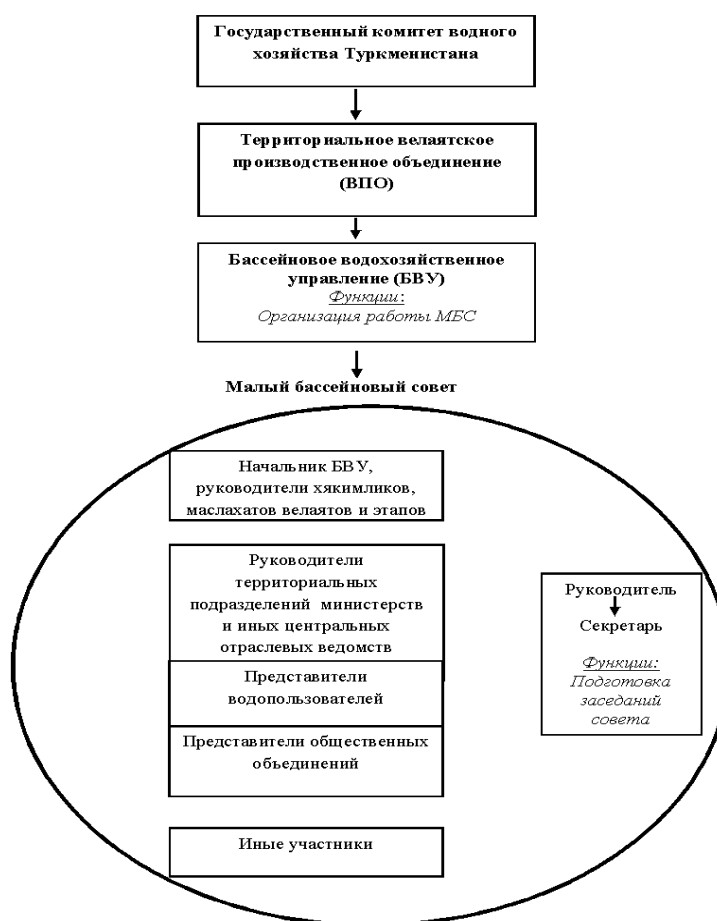 Государственный комитет водного
хозяйства Туркменистана
Территориальное велаятское
производственное объединение
(ВПО)
Бассейновое водохозяйственное
управление (БВУ)
Функции:
Организация работы МБС
Малый бассейновый совет
Начальник БВУ,
руководители хякимликов,
маслахатов велаятов и этапов
Руководители
территориальных
подразделений министерств
и иных центральных
отраслевых ведомств
Представители
водопользователей
Представители общественных
объединений
Иные участники
Руководитель
Секретарь
Функции:
Подготовка
заседаний
совета